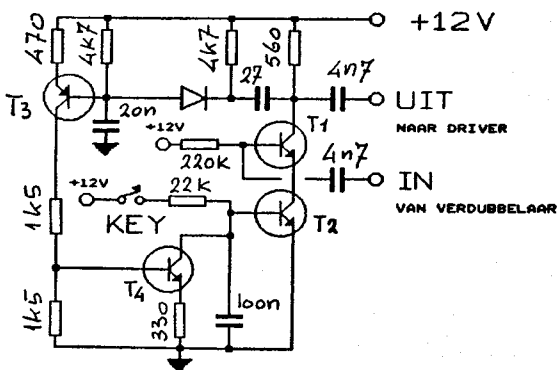 +12V
470
4k7
4k7
27
560
4n7
UIT
NAAR DRIVER
T3
20n
+12V
220k
T1
4n7
IN
VAN VERDUBBELAAR
+12V
22k
KEY
T2
1k5
T4
1k5
330
100n